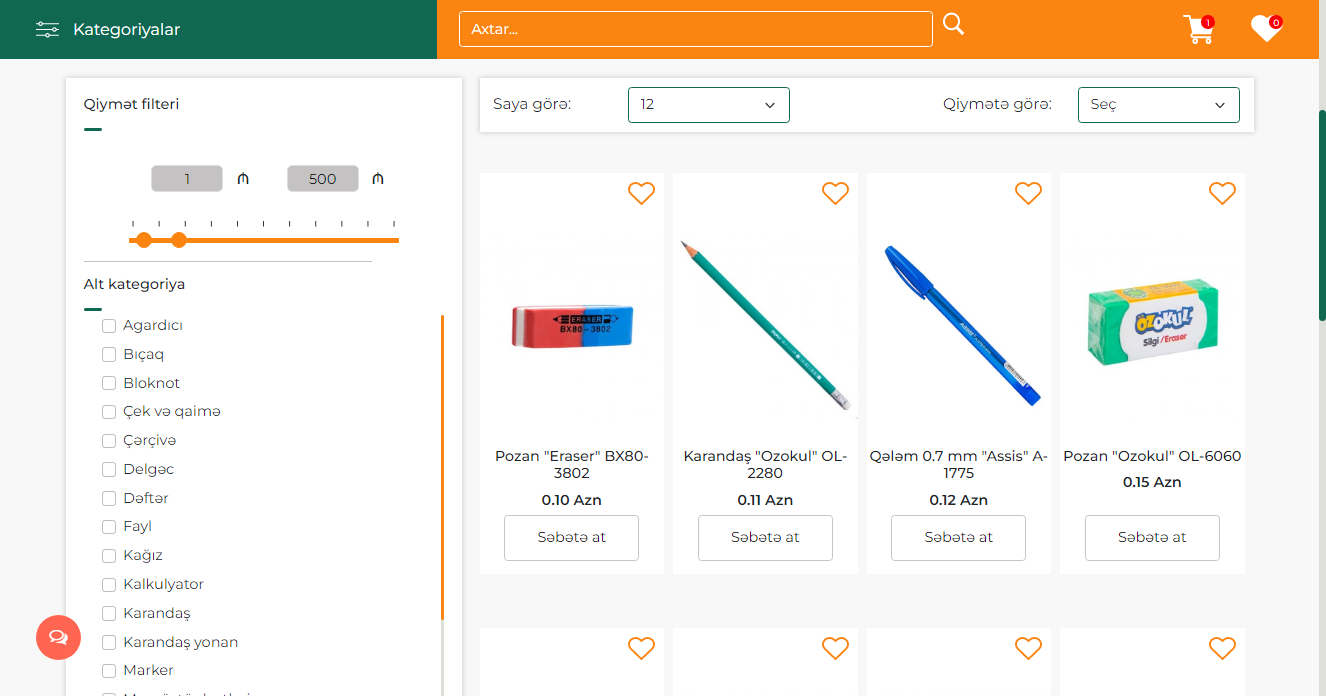 Kategoriyalar
Axtar...
1
0
Qiymət filteri
1 ₼ 500 ₼
Alt kategoriya
Agardıcı
Bıçaq
Bloknot
Çek və qaimə
Çərçivə
Delgəc
Dəftər
Fayl
Kağız
Kalkulyator
Karandaş
Karandaş yonan
Marker
Saya görə: 12 Qiymətə görə: Seç
ERASER
BX80-3802
ÖZOKUL
Silgi/Eraser
Pozan "Eraser" BX80-
3802
0.10 Azn
Səbətə at
Karandaş "Ozokul" OL-
2280
0.11 Azn
Səbətə at
Qələm 0.7 mm "Assis" A-
1775
0.12 Azn
Səbətə at
Pozan "Ozokul" OL-6060
0.15 Azn
Səbətə at